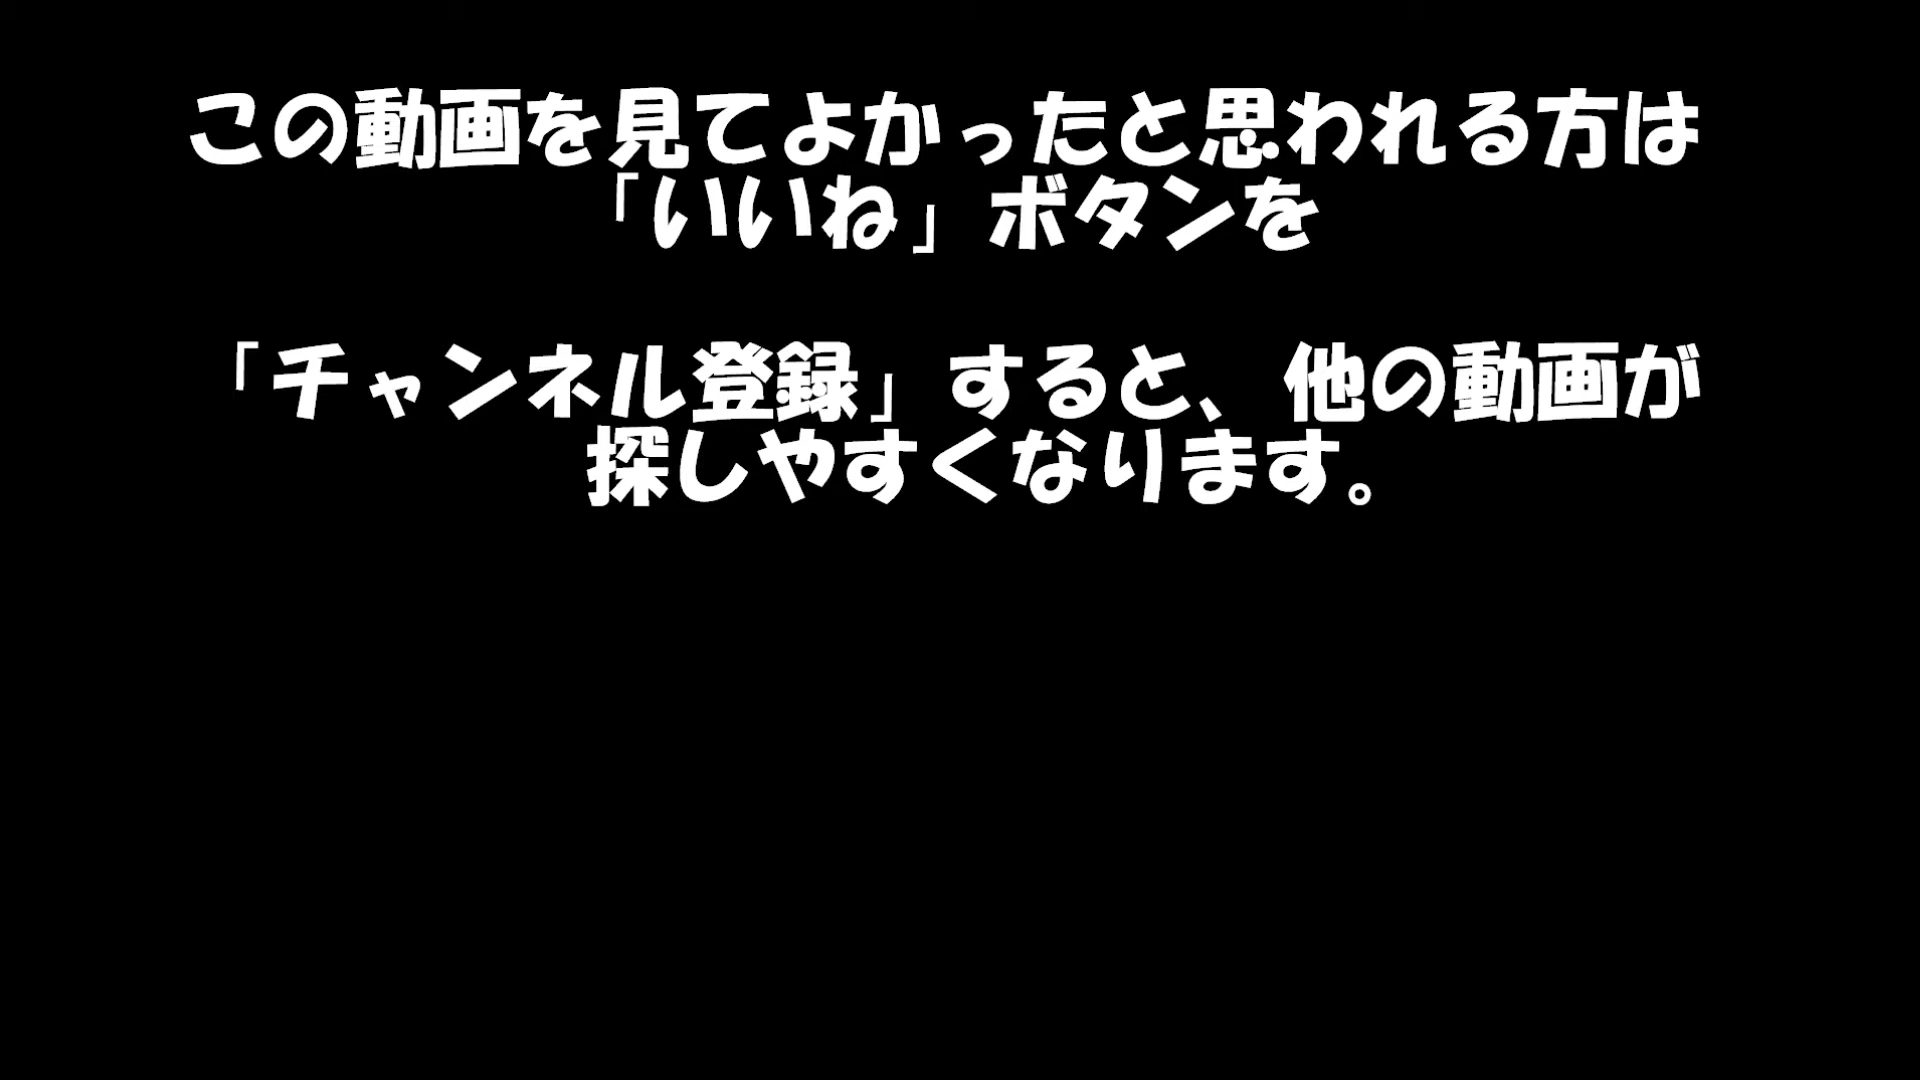 この動画を見てよかったと思われる方は
「いいね」ボタンを
「チャンネル登録」すると、他の動画が
探しやすくなります。